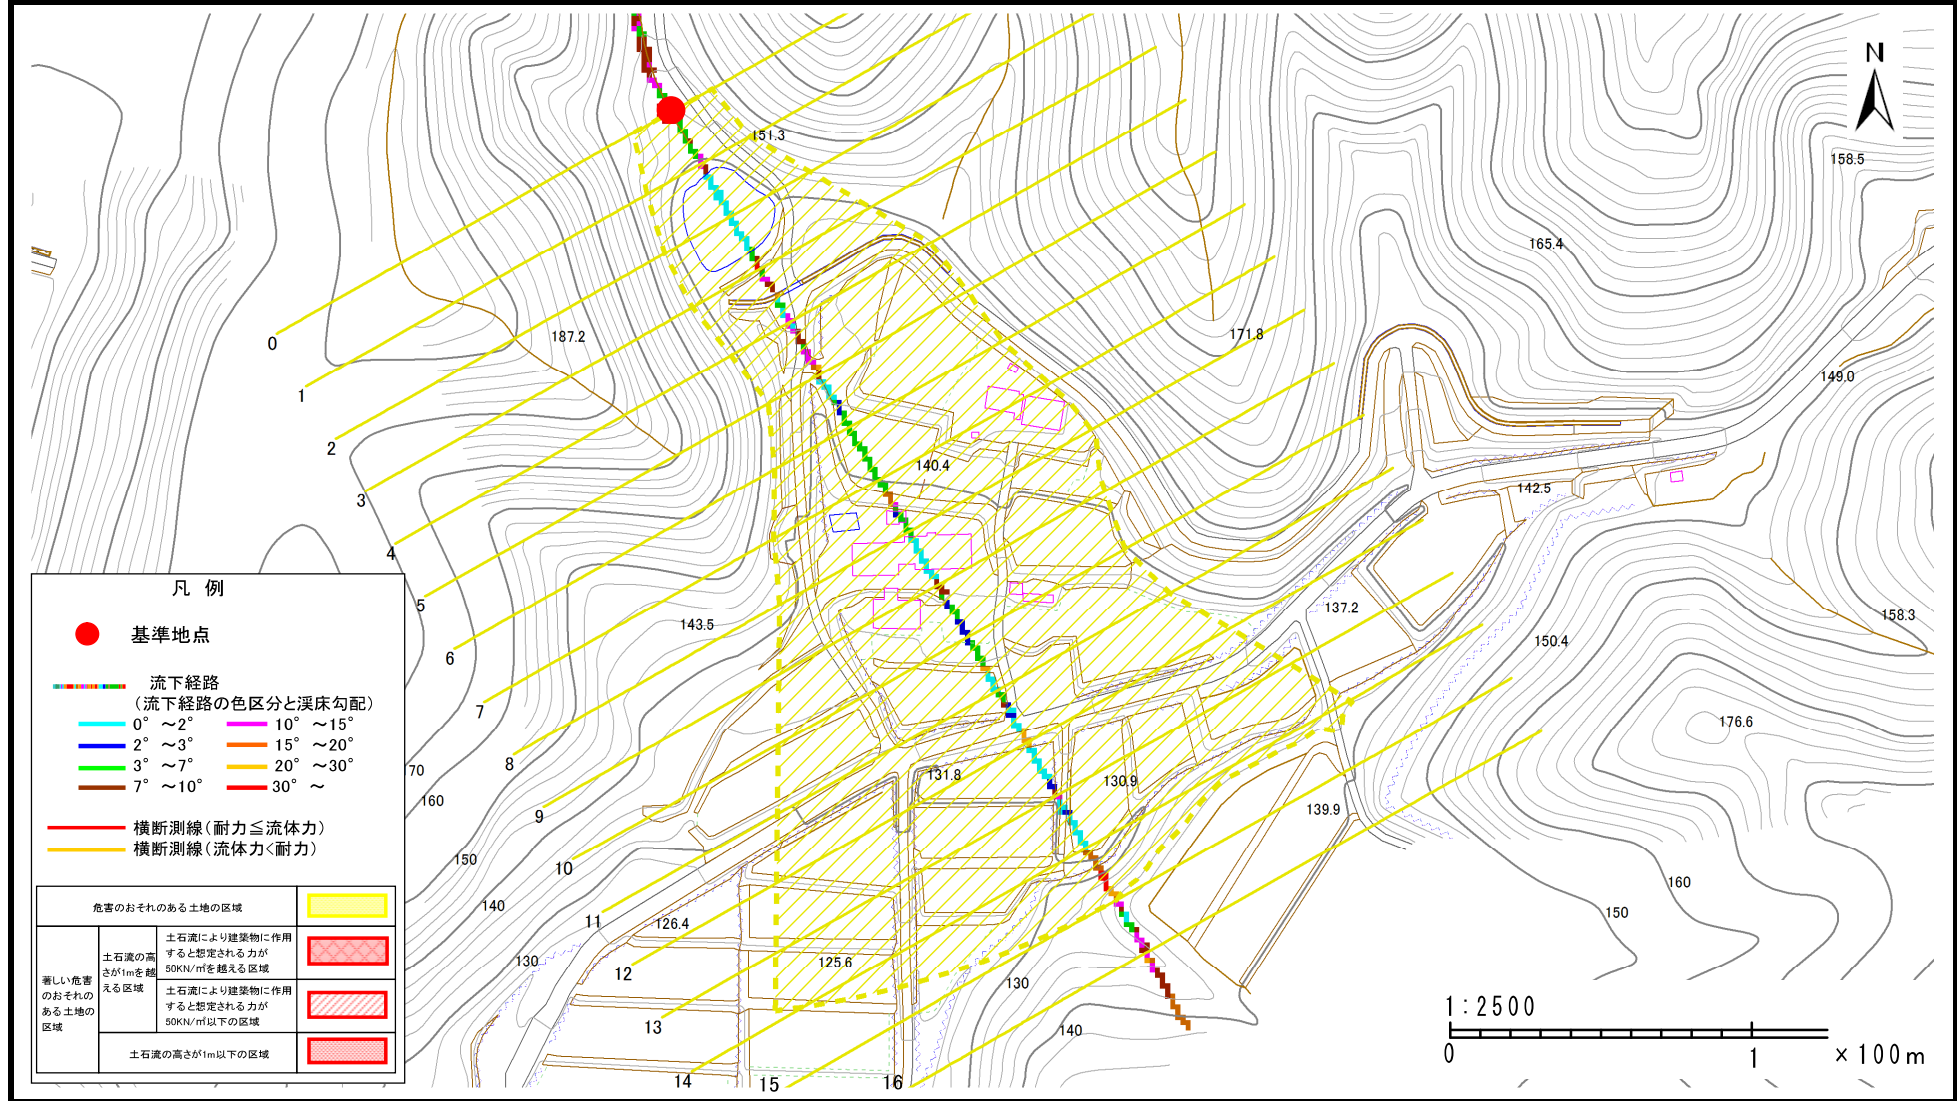 N
151.3
158.5
165.4
187.2
171.8
149.0
0
1
2
3
4
5
6
7
8
9
10
11
12
13
14
15
16
140.4
142.5
137.2
143.5
150.4
158.3
176.6
131.8
130.9
139.9
126.4
125.6
70
160
150
140
130
130
140
160
150
凡 例
基準地点
流下経路
(流下経路の色区分と渓床勾配)
0° ~2° 10° ~15°
2° ~3° 15° ~20°
3° ~7° 20° ~30°
7° ~10° 30° ~
横断測線(耐力≦流体力)
横断測線(流体力<耐力)
危害のおそれのある土地の区域
著しい危害
のおそれの
ある土地の
区域
土石流の高
さが1mを越
える区域
土石流により建築物に作用
すると想定される力が
50KN/㎡を越える区域
土石流により建築物に作用
すると想定される力が
50KN/㎡以下の区域
土石流の高さが1m以下の区域
1:2500
0 1 ×100m